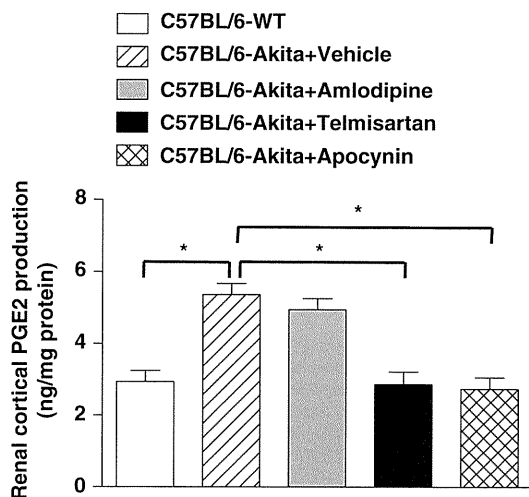 C57BL/6-WT
C57BL/6-Akita+Vehicle
C57BL/6-Akita+Amlodipine
C57BL/6-Akita+Telmisartan
C57BL/6-Akita+Apocynin
Renal cortical PGE2 production
(ng/mg protein)
8
6
4
2
0
*
*
*